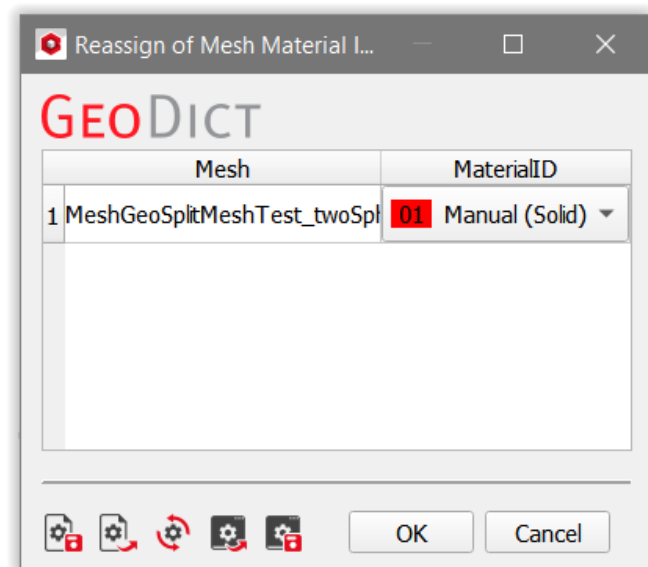 Reassign of Mesh Material I...
GEODICT
Mesh MaterialID
1 MeshGeoSplitMeshTest_twoSph 01 Manual (Solid)
OK Cancel